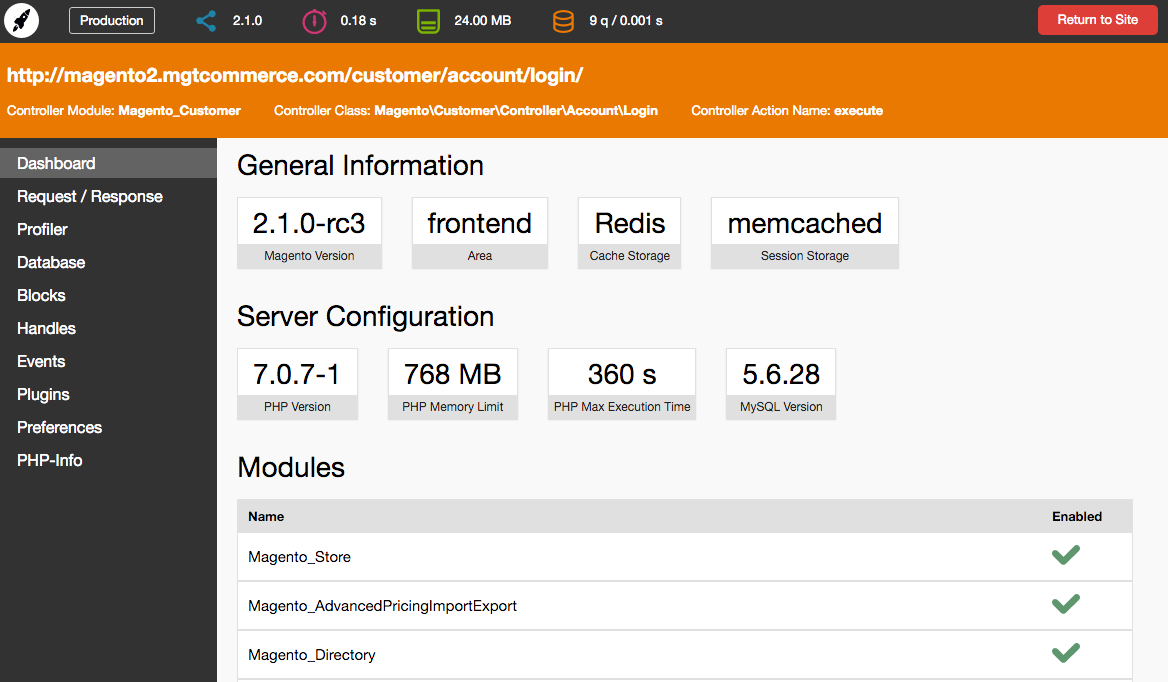 Production 2.1.0 0.18 s 24.00 MB 9 q / 0.001 s Return to Site
http://magento2.mgtcommerce.com/customer/account/login/
Controller Module: Magento_Customer Controller Class: Magento\Customer\Controller\Account\Login Controller Action Name: execute
Dashboard
Request / Response
Profiler
Database
Blocks
Handles
Events
Plugins
Preferences
PHP-Info
General Information
2.1.0-rc3 frontend Redis memcached
Magento Version Area Cache Storage Session Storage
Server Configuration
7.0.7-1 768 MB 360 s 5.6.28
PHP Version PHP Memory Limit PHP Max Execution Time MySQL Version
Modules
Name Enabled
Magento_Store
Magento_AdvancedPricingImportExport
Magento_Directory